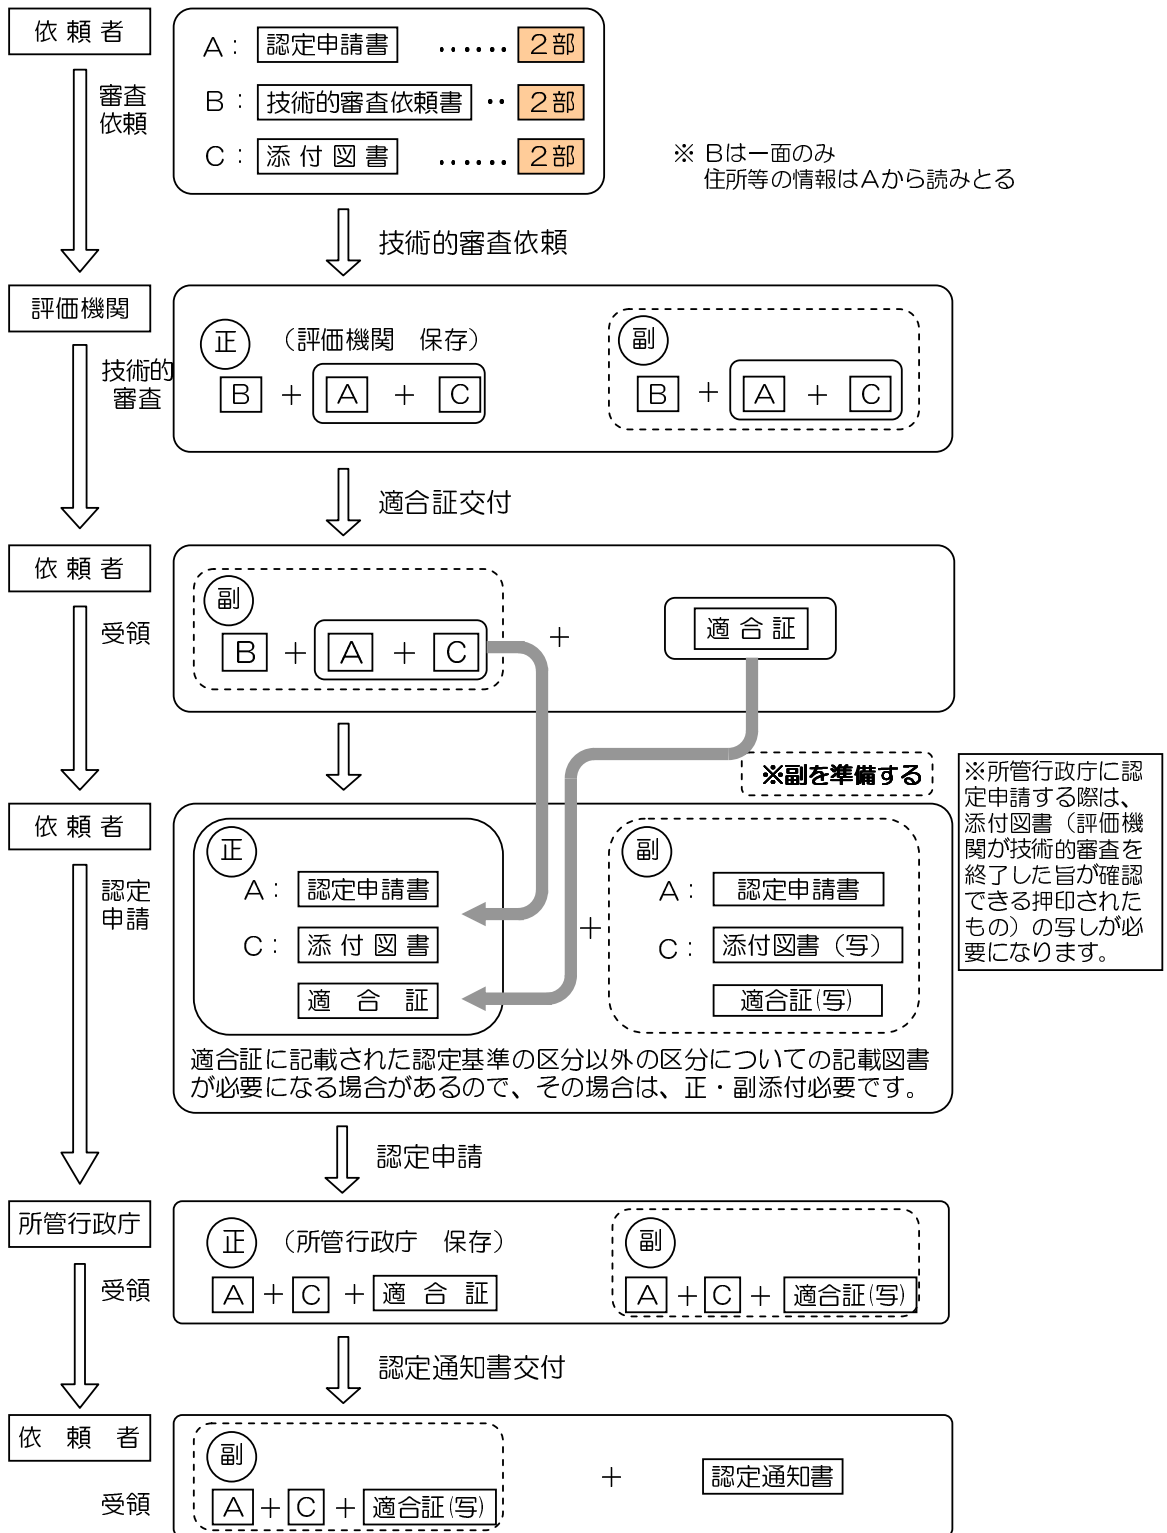 依頼者
A： 認定申請書 …… ２部
審査
依頼
B： 技術的審査依頼書 ‥ ２部
C： 添付図書 …… ２部
※ Bは一面のみ
住所等の情報はAから読みとる
技術的審査依頼
評価機関
正 （評価機関　保存）
副
技術的
審査
B ＋ A ＋ C
B ＋ A ＋ C
適合証交付
依頼者
副
受領
B ＋ A ＋ C ＋ 適合証
※副を準備する
※所管行政庁に認
定申請する際は、
添付図書（評価機
関が技術的審査を
終了した旨が確認
できる押印された
もの）の写しが必
要になります。
依頼者
認定
申請
正
A： 認定申請書
C： 添付図書
適合証
＋
副
A： 認定申請書
C： 添付図書（写）
適合証(写)
適合証に記載された認定基準の区分以外の区分についての記載図書
が必要になる場合があるので、その場合は、正・副添付必要です。
認定申請
所管行政庁
正 （所管行政庁　保存）
副
受領
A ＋ C ＋ 適合証
A ＋ C ＋ 適合証(写)
認定通知書交付
依頼者
副
受領
A ＋ C ＋ 適合証(写) ＋ 認定通知書